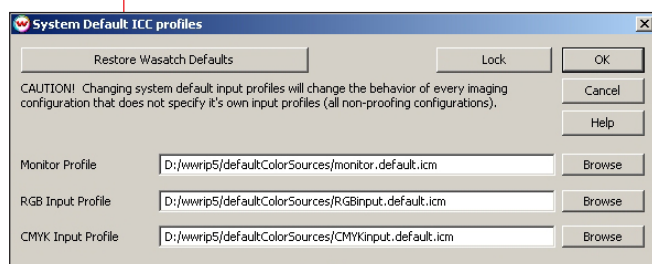 System Default ICC profiles
Restore Wasatch Defaults
Lock
OK
CAUTION! Changing system default input profiles will change the behavior of every imaging
configuration that does not specify it's own input profiles (all non-proofing configurations).
Cancel
Help
Monitor Profile D:/wwrip5/defaultColorSources/monitor.default.icm Browse
RGB Input Profile D:/wwrip5/defaultColorSources/RGBinput.default.icm Browse
CMYK Input Profile D:/wwrip5/defaultColorSources/CMYKinput.default.icm Browse